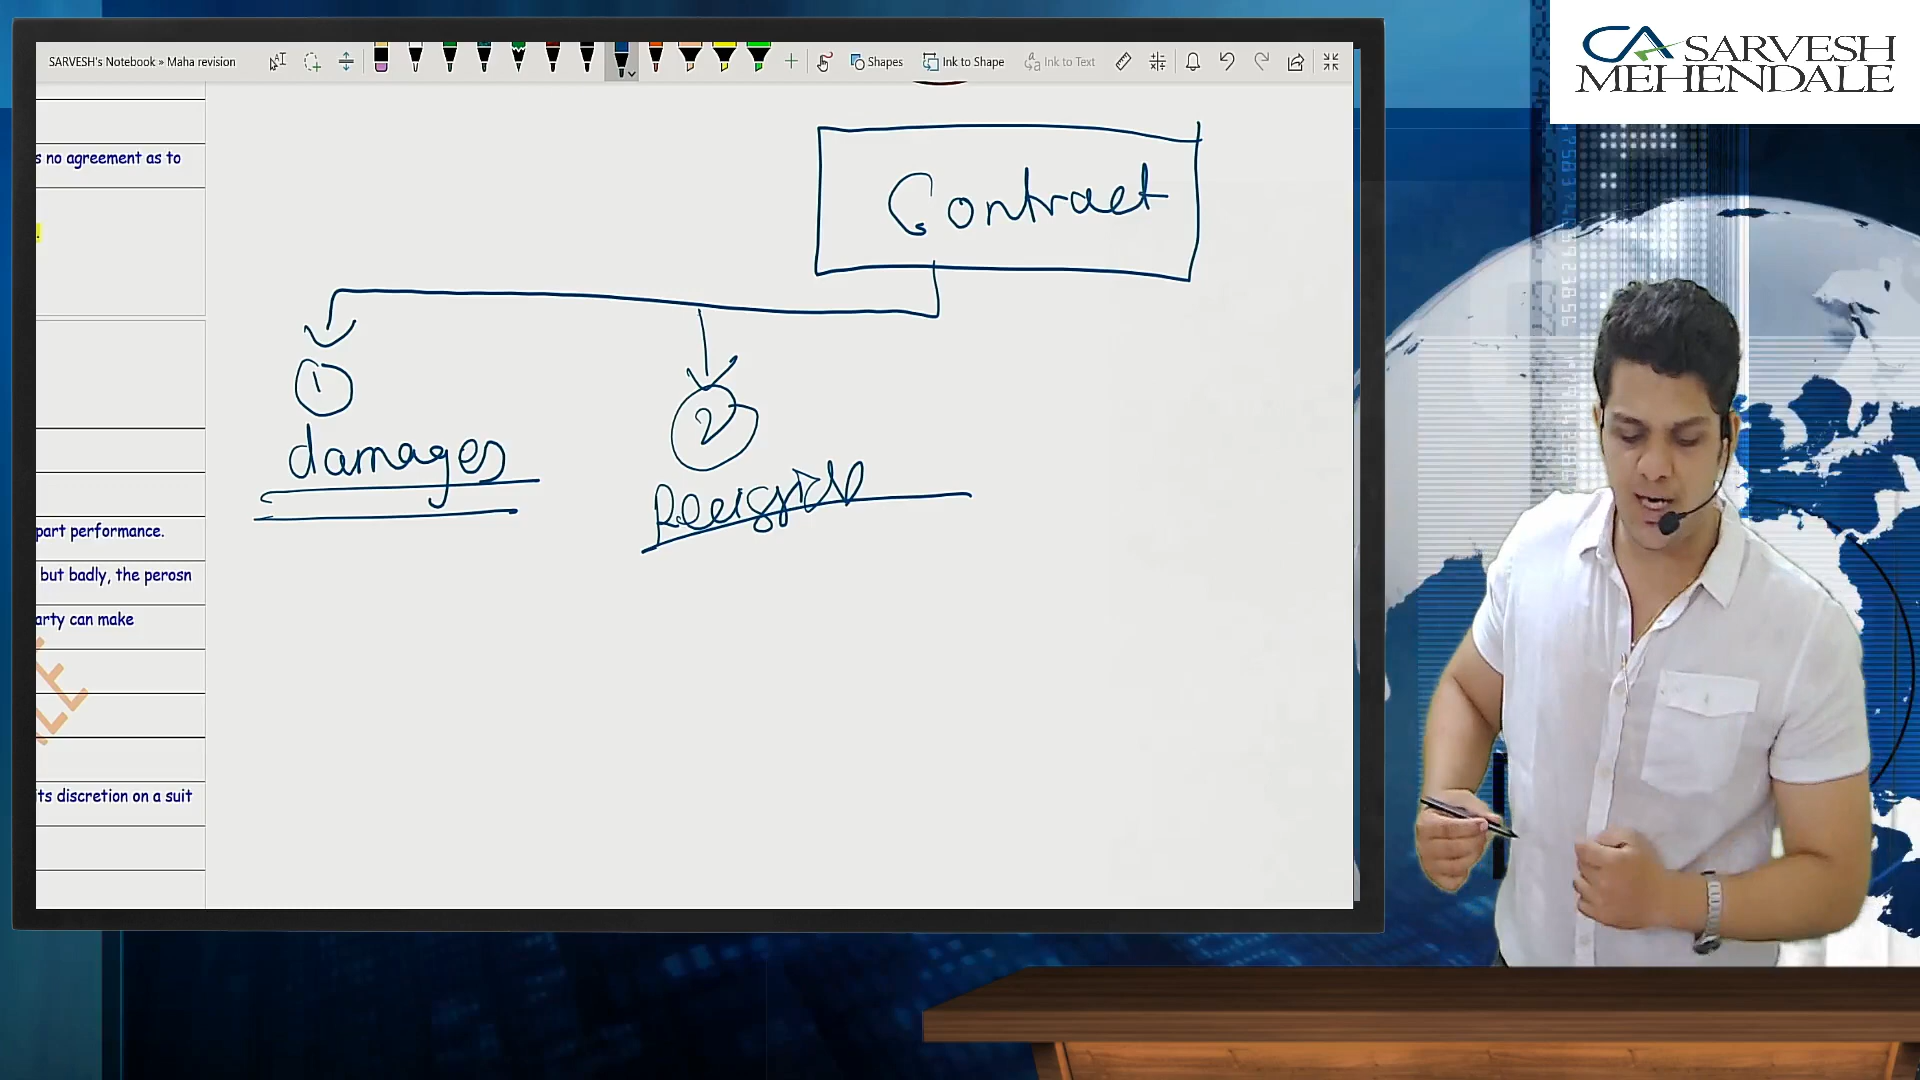 SARVESH's Notebook » Maha revision
Shapes
Ink to Shape
Ink to Text
CA SARVESH
MEHENDALE
s no agreement as to
Contract
1
damages
2
part performance.
but badly, the perosn
arty can make
its discretion on a suit